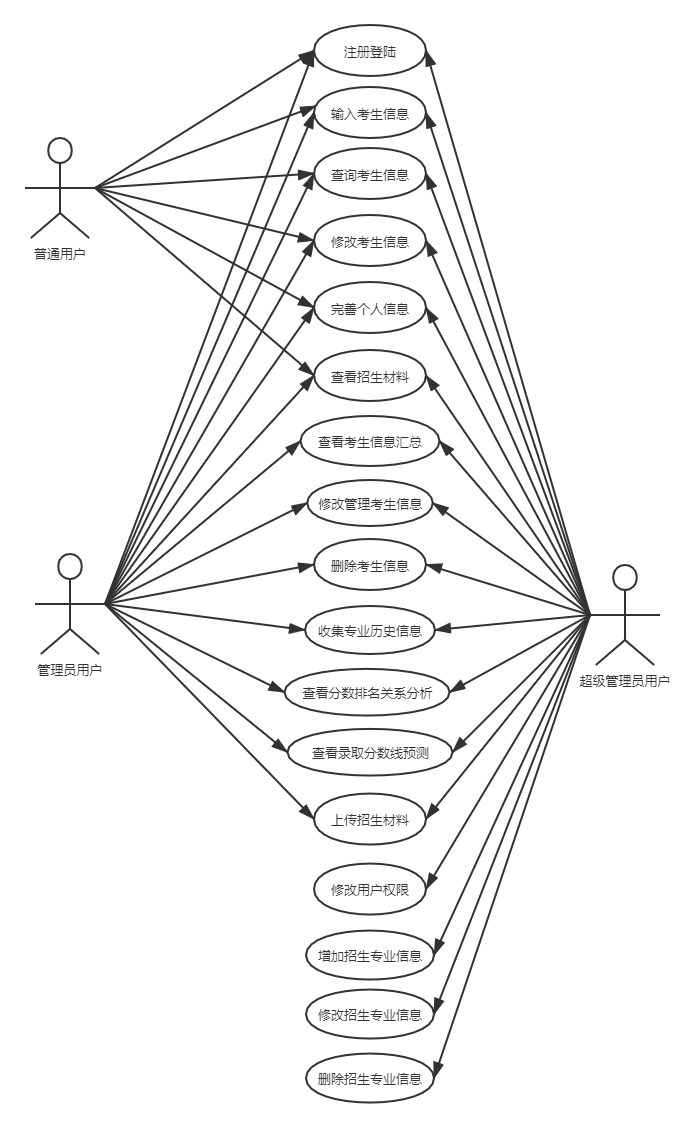 注册登陆
输入考生信息
查询考生信息
修改考生信息
普通用户
完善个人信息
查看招生材料
查看考生信息汇总
修改管理考生信息
删除考生信息
收集专业历史信息
管理员用户
超级管理员用户
查看分数排名关系分析
查看录取分数线预测
上传招生材料
修改用户权限
增加招生专业信息
修改招生专业信息
删除招生专业信息